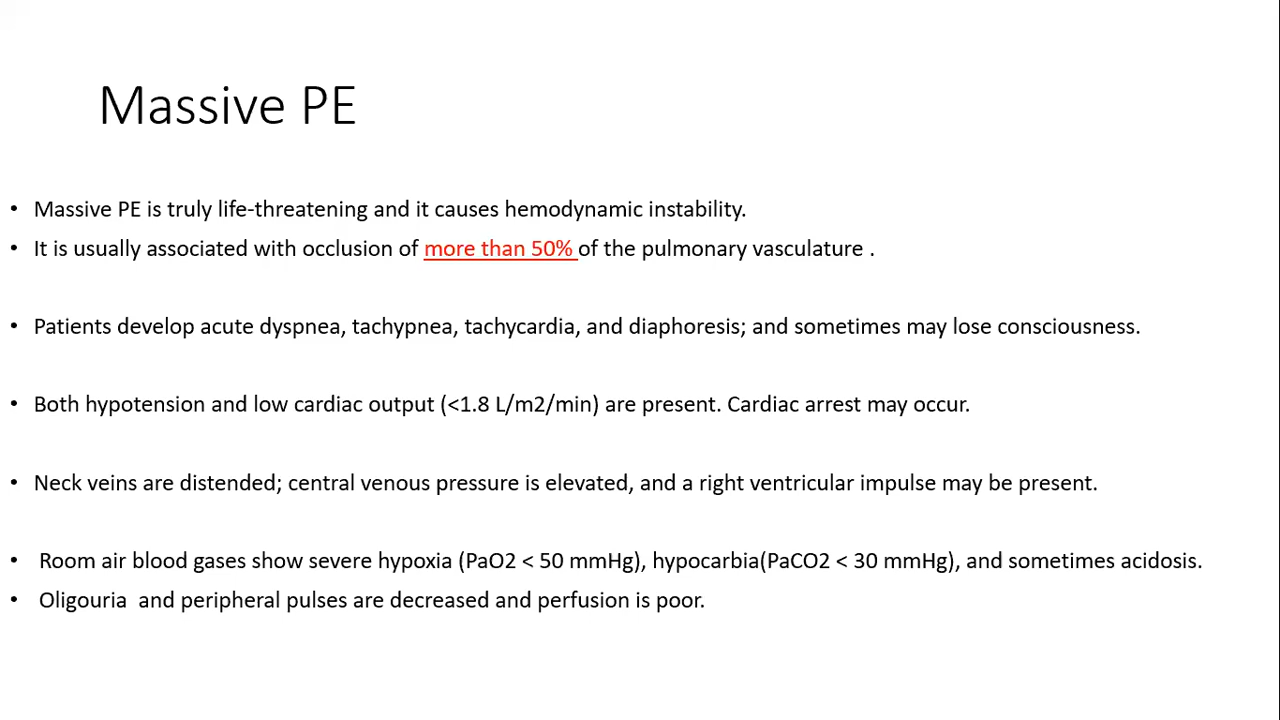 Massive PE
• Massive PE is truly life-threatening and it causes hemodynamic instability.
• It is usually associated with occlusion of more than 50% of the pulmonary vasculature .
• Patients develop acute dyspnea, tachypnea, tachycardia, and diaphoresis; and sometimes may lose consciousness.
• Both hypotension and low cardiac output (<1.8 L/m2/min) are present. Cardiac arrest may occur.
• Neck veins are distended; central venous pressure is elevated, and a right ventricular impulse may be present.
• Room air blood gases show severe hypoxia (PaO2 < 50 mmHg), hypocarbia(PaCO2 < 30 mmHg), and sometimes acidosis.
• Oligouria  and peripheral pulses are decreased and perfusion is poor.